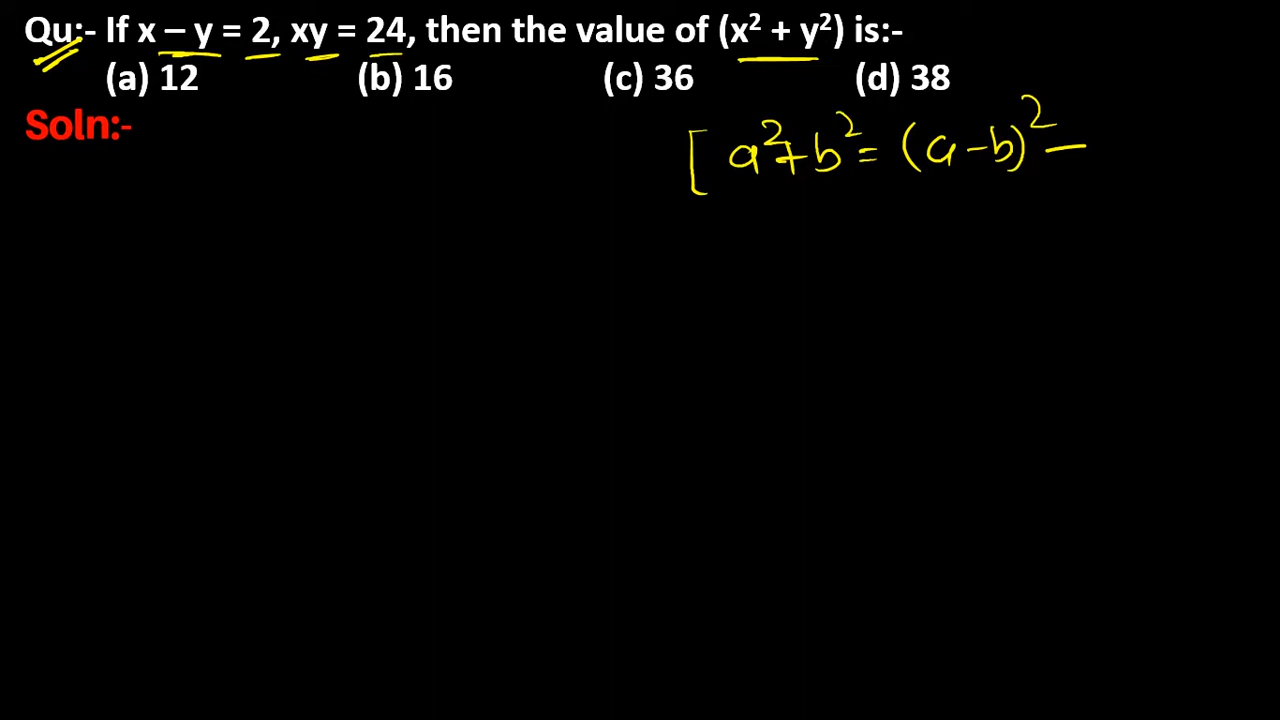 Qu:- If x – y = 2, xy = 24, then the value of (x² + y²) is:-
(a) 12 (b) 16 (c) 36 (d) 38
Soln:-
[ a²+b² = (a-b)² –